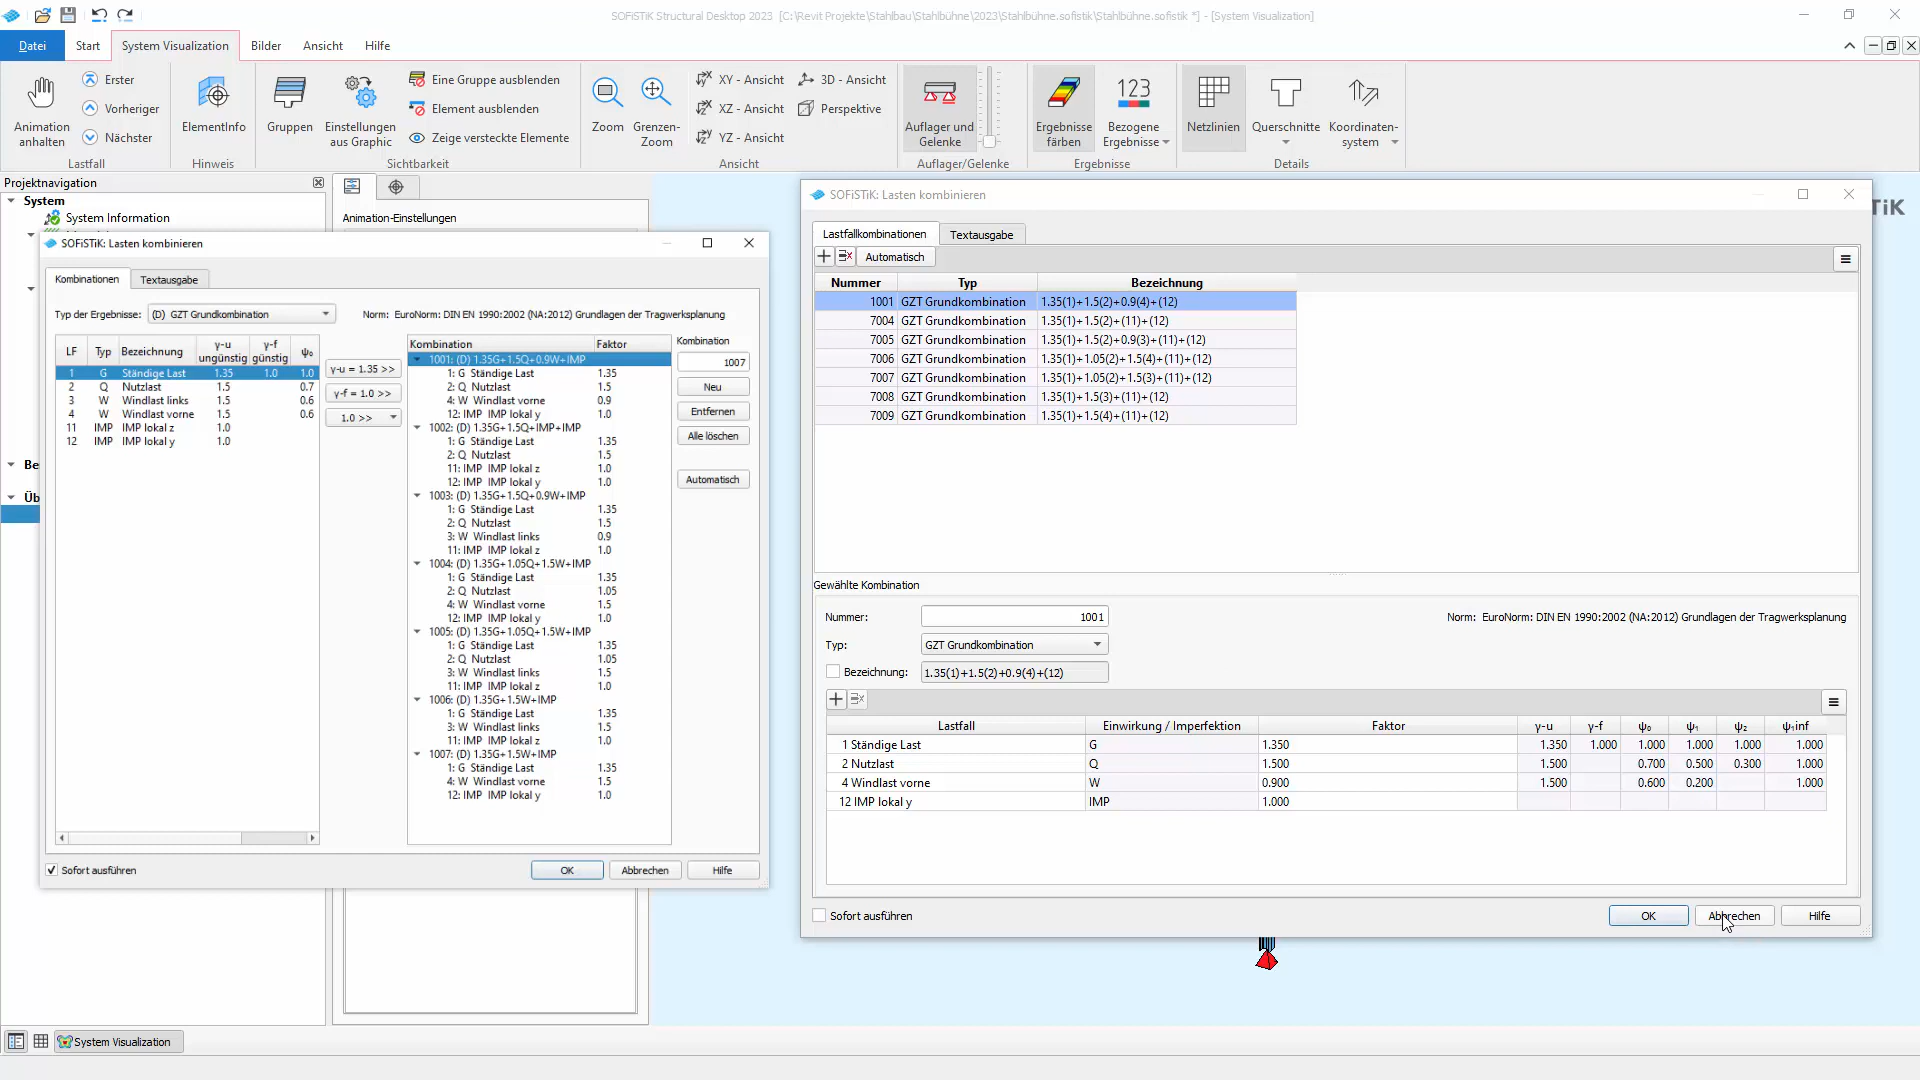 SOFiSTiK Structural Desktop 2023 [C:\Revit Projekte\Stahlbau\Stahlbühne\2023\Stahlbühne.sofistik\Stahlbühne.sofistik *] - [System Visualization]
Datei Start System Visualization Bilder Ansicht Hilfe
Animation anhalten
Erster
Vorheriger
Nächster
Lastfall
ElementInfo
Hinweis
Gruppen
Einstellungen aus Graphic
Eine Gruppe ausblenden
Element ausblenden
Zeige versteckte Elemente
Sichtbarkeit
Zoom
Grenzen-Zoom
XY - Ansicht
XZ - Ansicht
YZ - Ansicht
3D - Ansicht
Perspektive
Ansicht
Auflager und Gelenke
Auflager/Gelenke
Ergebnisse färben
123
Bezogene Ergebnisse
Ergebnisse
Netzlinien
Querschnitte
Koordinaten-system
Details
Projektnavigation
System
System Information
Be
Üb
Animation-Einstellungen
TiK
SOFiSTiK: Lasten kombinieren
Kombinationen Textausgabe
Typ der Ergebnisse: (D) GZT Grundkombination Norm: EuroNorm: DIN EN 1990:2002 (NA:2012) Grundlagen der Tragwerksplanung
LF Typ Bezeichnung γ-u ungünstig γ-f günstig ψ₀
1 G Ständige Last 1.35 1.0 1.0
2 Q Nutzlast 1.5 0.7
3 W Windlast links 1.5 0.6
4 W Windlast vorne 1.5 0.6
11 IMP IMP lokal z 1.0
12 IMP IMP lokal y 1.0
γ-u = 1.35 >>
γ-f = 1.0 >>
1.0 >>
Kombination Faktor
1001: (D) 1.35G+1.5Q+0.9W+IMP
1: G Ständige Last 1.35
2: Q Nutzlast 1.5
4: W Windlast vorne 0.9
12: IMP IMP lokal y 1.0
1002: (D) 1.35G+1.5Q+IMP+IMP
1: G Ständige Last 1.35
2: Q Nutzlast 1.5
11: IMP IMP lokal z 1.0
12: IMP IMP lokal y 1.0
1003: (D) 1.35G+1.5Q+0.9W+IMP
1: G Ständige Last 1.35
2: Q Nutzlast 1.5
3: W Windlast links 0.9
11: IMP IMP lokal z 1.0
1004: (D) 1.35G+1.05Q+1.5W+IMP
1: G Ständige Last 1.35
2: Q Nutzlast 1.05
4: W Windlast vorne 1.5
12: IMP IMP lokal y 1.0
1005: (D) 1.35G+1.05Q+1.5W+IMP
1: G Ständige Last 1.35
2: Q Nutzlast 1.05
3: W Windlast links 1.5
11: IMP IMP lokal z 1.0
1006: (D) 1.35G+1.5W+IMP
1: G Ständige Last 1.35
3: W Windlast links 1.5
11: IMP IMP lokal z 1.0
1007: (D) 1.35G+1.5W+IMP
1: G Ständige Last 1.35
4: W Windlast vorne 1.5
12: IMP IMP lokal y 1.0
Kombination
1007
Neu
Entfernen
Alle löschen
Automatisch
Sofort ausführen OK Abbrechen Hilfe
SOFiSTiK: Lasten kombinieren
Lastfallkombinationen Textausgabe
Automatisch
Nummer Typ Bezeichnung
1001 GZT Grundkombination 1.35(1)+1.5(2)+0.9(4)+(12)
7004 GZT Grundkombination 1.35(1)+1.5(2)+(11)+(12)
7005 GZT Grundkombination 1.35(1)+1.5(2)+0.9(3)+(11)+(12)
7006 GZT Grundkombination 1.35(1)+1.05(2)+1.5(4)+(11)+(12)
7007 GZT Grundkombination 1.35(1)+1.05(2)+1.5(3)+(11)+(12)
7008 GZT Grundkombination 1.35(1)+1.5(3)+(11)+(12)
7009 GZT Grundkombination 1.35(1)+1.5(4)+(11)+(12)
Gewählte Kombination
Nummer: 1001 Norm: EuroNorm: DIN EN 1990:2002 (NA:2012) Grundlagen der Tragwerksplanung
Typ: GZT Grundkombination
Bezeichnung: 1.35(1)+1.5(2)+0.9(4)+(12)
Lastfall Einwirkung / Imperfektion Faktor γ-u γ-f ψ₀ ψ₁ ψ₂ ψ₁inf
1 Ständige Last G 1.350 1.350 1.000 1.000 1.000 1.000 1.000
2 Nutzlast Q 1.500 1.500 0.700 0.500 0.300 1.000
4 Windlast vorne W 0.900 1.500 0.600 0.200 1.000
12 IMP lokal y IMP 1.000
Sofort ausführen OK Abbrechen Hilfe
System Visualization